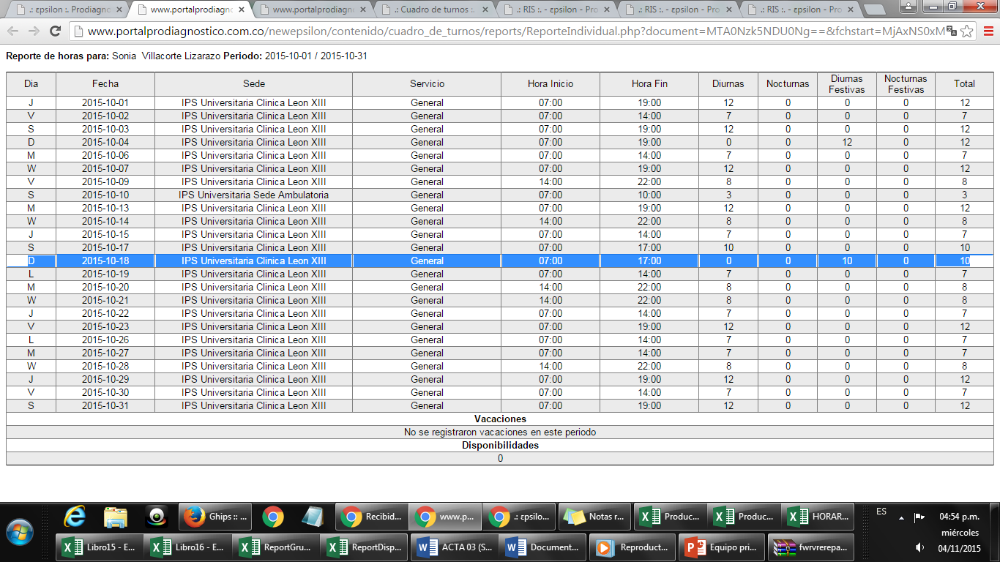 .: εpsilon :. Prodiagno
www.portalprodiagnos
www.portalprodiagnos
.: Cuadro de turnos :.
.: RIS :. - εpsilon - Pro
.: RIS :. - εpsilon - Pro
.: RIS :. - εpsilon - Pro
www.portalprodiagnostico.com.co/newepsilon/contenido/cuadro_de_turnos/reports/ReporteIndividual.php?document=MTA0Nzk5NDU0Ng==&fchstart=MjAxNS0xM
Reporte de horas para: Sonia Villacorte Lizarazo Periodo: 2015-10-01 / 2015-10-31
Dia Fecha Sede Servicio Hora Inicio Hora Fin Diurnas Nocturnas Diurnas Festivas Nocturnas Festivas Total
J 2015-10-01 IPS Universitaria Clinica Leon XIII General 07:00 19:00 12 0 0 0 12
V 2015-10-02 IPS Universitaria Clinica Leon XIII General 07:00 14:00 7 0 0 0 7
S 2015-10-03 IPS Universitaria Clinica Leon XIII General 07:00 19:00 12 0 0 0 12
D 2015-10-04 IPS Universitaria Clinica Leon XIII General 07:00 19:00 0 0 12 0 12
M 2015-10-06 IPS Universitaria Clinica Leon XIII General 07:00 14:00 7 0 0 0 7
W 2015-10-07 IPS Universitaria Clinica Leon XIII General 07:00 19:00 12 0 0 0 12
V 2015-10-09 IPS Universitaria Clinica Leon XIII General 14:00 22:00 8 0 0 0 8
S 2015-10-10 IPS Universitaria Sede Ambulatoria General 07:00 10:00 3 0 0 0 3
M 2015-10-13 IPS Universitaria Clinica Leon XIII General 07:00 19:00 12 0 0 0 12
W 2015-10-14 IPS Universitaria Clinica Leon XIII General 14:00 22:00 8 0 0 0 8
J 2015-10-15 IPS Universitaria Clinica Leon XIII General 07:00 14:00 7 0 0 0 7
S 2015-10-17 IPS Universitaria Clinica Leon XIII General 07:00 17:00 10 0 0 0 10
D 2015-10-18 IPS Universitaria Clinica Leon XIII General 07:00 17:00 0 0 10 0 10
L 2015-10-19 IPS Universitaria Clinica Leon XIII General 07:00 14:00 7 0 0 0 7
M 2015-10-20 IPS Universitaria Clinica Leon XIII General 14:00 22:00 8 0 0 0 8
W 2015-10-21 IPS Universitaria Clinica Leon XIII General 14:00 22:00 8 0 0 0 8
J 2015-10-22 IPS Universitaria Clinica Leon XIII General 07:00 14:00 7 0 0 0 7
V 2015-10-23 IPS Universitaria Clinica Leon XIII General 07:00 19:00 12 0 0 0 12
L 2015-10-26 IPS Universitaria Clinica Leon XIII General 07:00 14:00 7 0 0 0 7
M 2015-10-27 IPS Universitaria Clinica Leon XIII General 07:00 14:00 7 0 0 0 7
W 2015-10-28 IPS Universitaria Clinica Leon XIII General 14:00 22:00 8 0 0 0 8
J 2015-10-29 IPS Universitaria Clinica Leon XIII General 07:00 19:00 12 0 0 0 12
V 2015-10-30 IPS Universitaria Clinica Leon XIII General 07:00 14:00 7 0 0 0 7
S 2015-10-31 IPS Universitaria Clinica Leon XIII General 07:00 19:00 12 0 0 0 12
Vacaciones
No se registraron vacaciones en este periodo
Disponibilidades
0
Ghips :: ...
Recibid...
www.p...
.: εpsilo...
Notas r...
Produc...
Produc...
HORAR...
ES
04:54 p.m.
miércoles
04/11/2015
Libro15 - E...
Libro16 - E...
ReportGru...
ReportDisp...
ACTA 03 (S...
Document...
Reproduct...
Equipo pri...
fwrvrerepa...